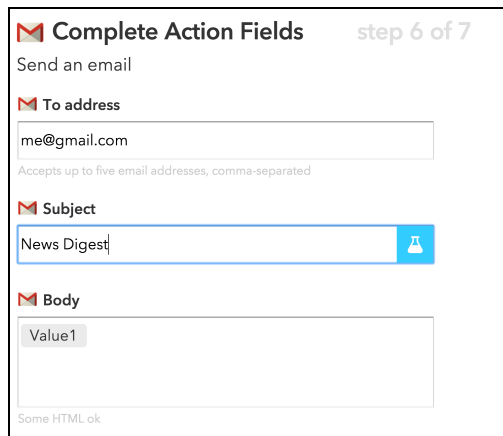 Complete Action Fields step 6 of 7
Send an email
To address
me@gmail.com
Accepts up to five email addresses, comma-separated
Subject
News Digest
Body
Value1
Some HTML ok